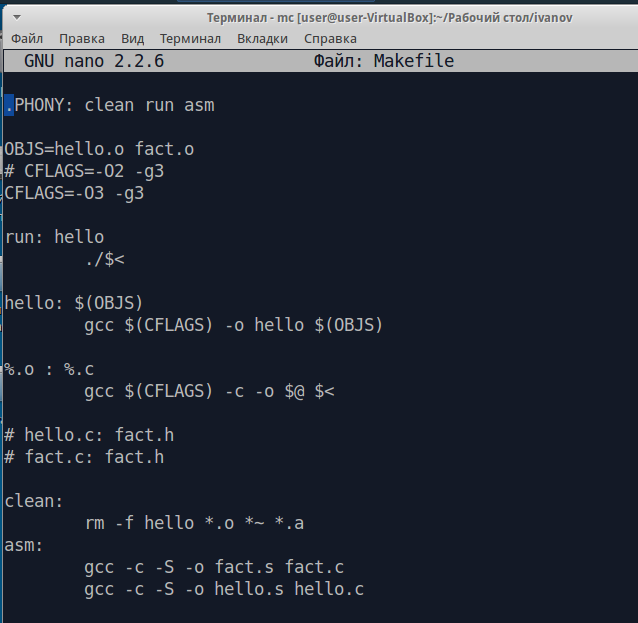 Терминал - mc [user@user-VirtualBox]:~/Рабочий стол/ivanov
Файл Правка Вид Терминал Вкладки Справка
GNU nano 2.2.6 Файл: Makefile
.PHONY: clean run asm
OBJS=hello.o fact.o
# CFLAGS=-O2 -g3
CFLAGS=-O3 -g3
run: hello
./$<
hello: $(OBJS)
gcc $(CFLAGS) -o hello $(OBJS)
%.o : %.c
gcc $(CFLAGS) -c -o $@ $<
# hello.c: fact.h
# fact.c: fact.h
clean:
rm -f hello *.o *~ *.a
asm:
gcc -c -S -o fact.s fact.c
gcc -c -S -o hello.s hello.c